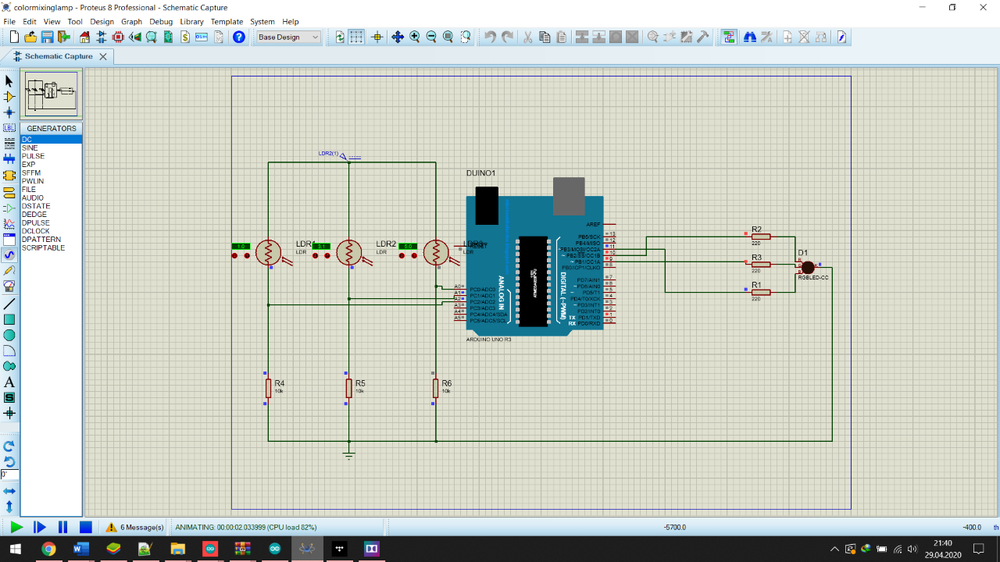 colormixinglamp - Proteus 8 Professional - Schematic Capture
File Edit View Tool Design Graph Debug Library Template System Help
Base Design
Schematic Capture
GENERATORS
DC
SINE
PULSE
EXP
SFFM
PWLIN
FILE
AUDIO
DSTATE
DEDGE
DPULSE
DCLOCK
DPATTERN
SCRIPTABLE
LBL
A
S
0°
LDR2(1)
DUINO1
1.0
LDR1
LDR
3.1
LDR2
LDR
5.0
LDR
RESET
A0
A1
A2
A3
A4
A5
PC0/ADC0
PC1/ADC1
PC2/ADC2
PC3/ADC3
PC4/ADC4/SDA
PC5/ADC5/SCL
ANALOG IN
ATMEGA328P-PU
DIGITAL (~PWM)
AREF
PB5/SCK 13
PB4/MISO 12
~PB3/MOSI/OC2A 11
~PB2/SS/OC1B 10
~PB1/OC1A 9
PB0/ICP1/CLKO 8
PD7/AIN1 7
~PD6/AIN0 6
~PD5/T1 5
PD4/T0/XCK 4
~PD3/INT1 3
PD2/INT0 2
TX PD1/TXD 1
RX PD0/RXD 0
ARDUINO UNO R3
R2
220
R3
220
R1
220
D1
RGBLED-CC
R4
10k
R5
10k
R6
10k
6 Message(s)
ANIMATING: 00:00:02.033999 (CPU load 82%)
-5700.0
-400.0
th
21:40
29.04.2020